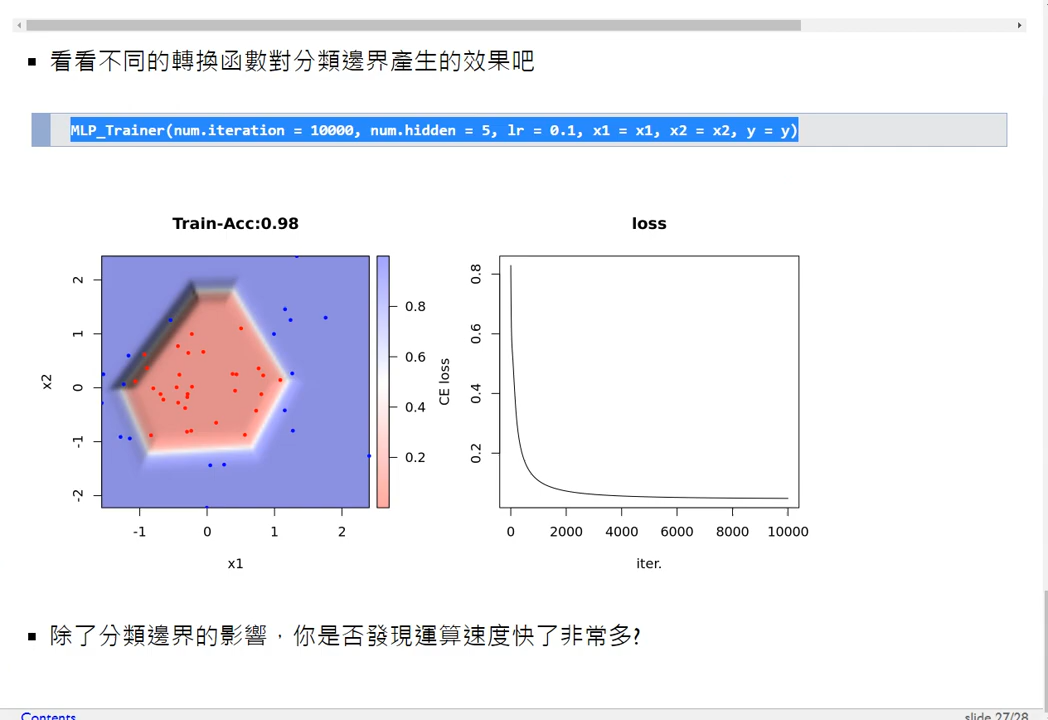 看看不同的轉換函數對分類邊界產生的效果吧
MLP_Trainer(num.iteration = 10000, num.hidden = 5, lr = 0.1, x1 = x1, x2 = x2, y = y)
Train-Acc:0.98
2
1
0
-1
-2
x2
-1 0 1 2
x1
0.8
0.6
0.4
0.2
loss
0.8
0.6
0.4
0.2
CE loss
0 2000 4000 6000 8000 10000
iter.
除了分類邊界的影響，你是否發現運算速度快了非常多?
Contents
slide 27/28